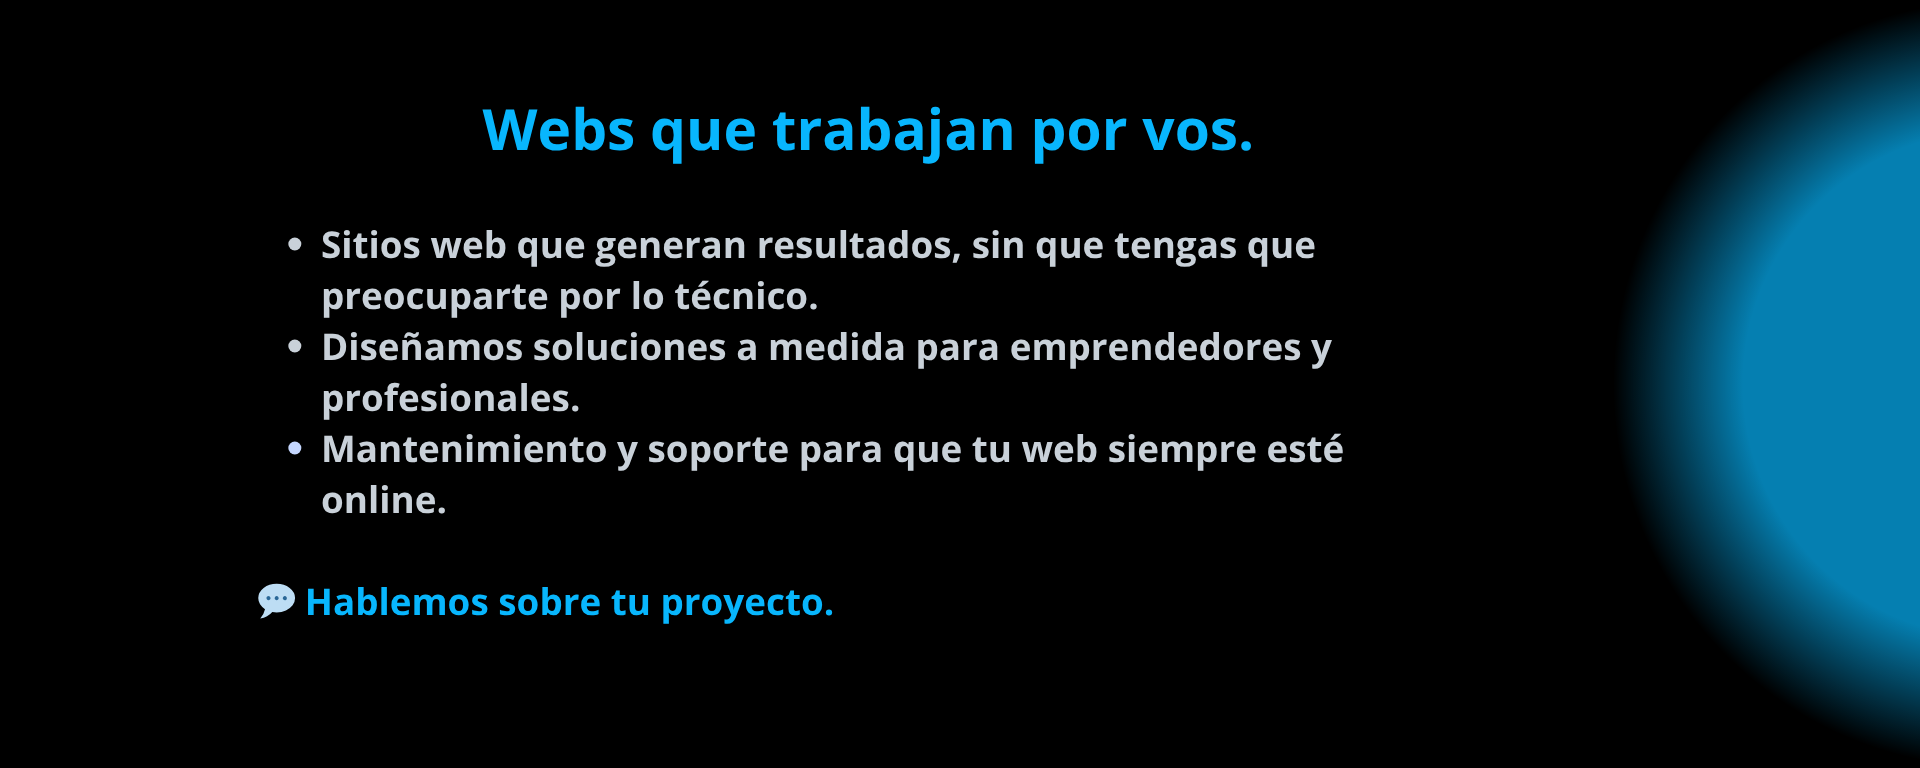 Webs que trabajan por vos.
• Sitios web que generan resultados, sin que tengas que
preocuparte por lo técnico.
• Diseñamos soluciones a medida para emprendedores y
profesionales.
• Mantenimiento y soporte para que tu web siempre esté
online.
💬 Hablemos sobre tu proyecto.